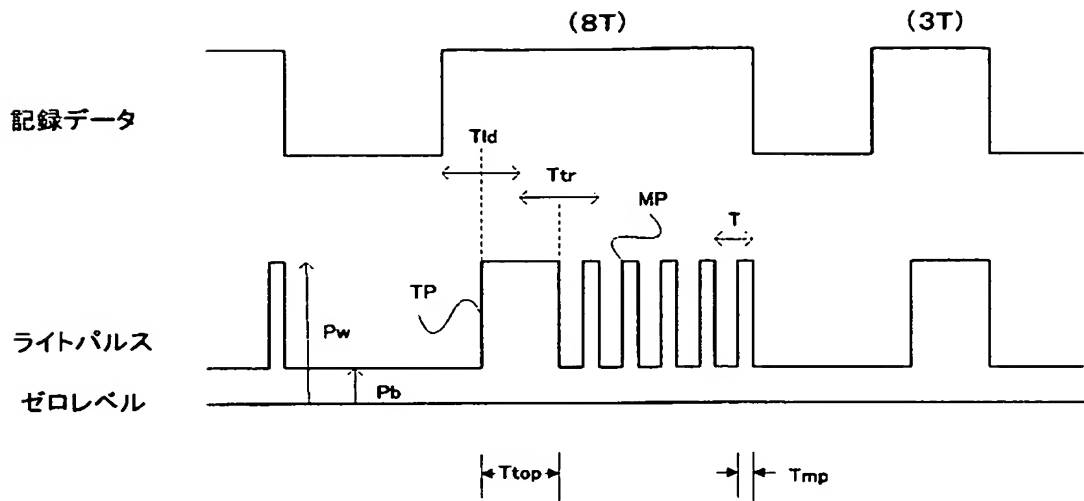 (8T)
(3T)
記録データ
Tld
Ttr
MP
T
TP
Pw
ライトパルス
Pb
ゼロレベル
Ttop
Tmp